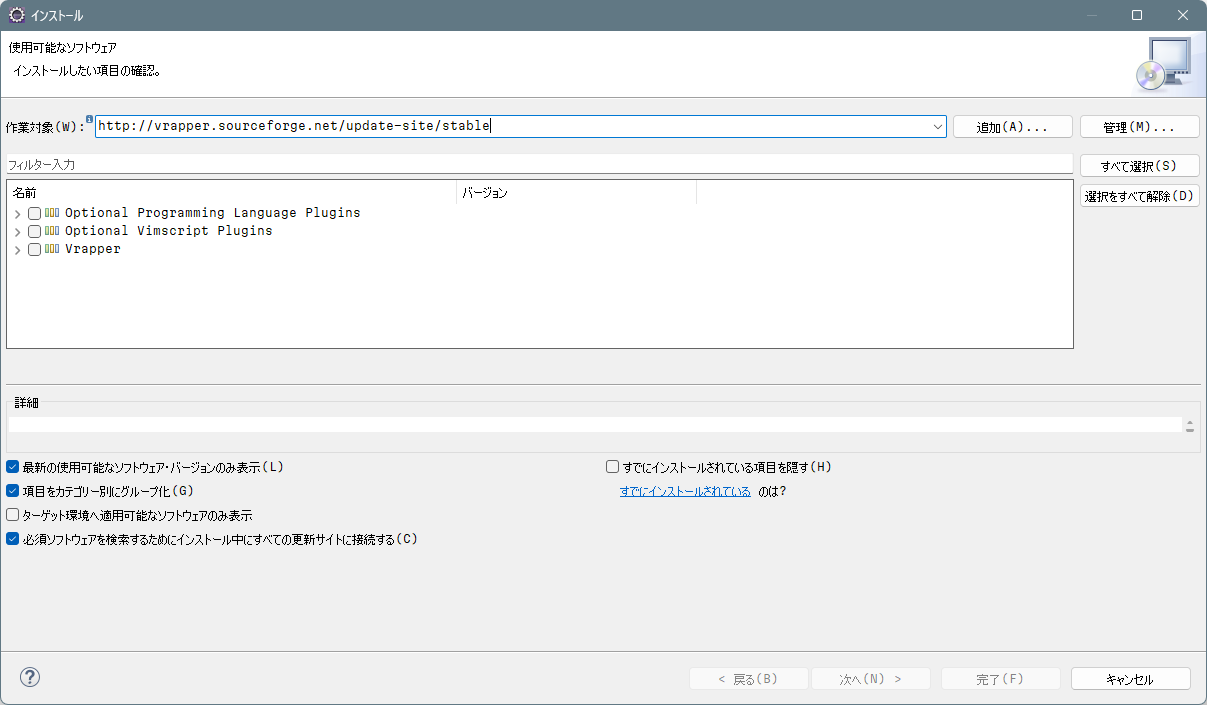 インストール
使用可能なソフトウェア
インストールしたい項目の確認。
作業対象(W): http://vrapper.sourceforge.net/update-site/stable 追加(A)... 管理(M)...
フィルター入力 すべて選択(S)
選択をすべて解除(D)
名前 バージョン
Optional Programming Language Plugins
Optional Vimscript Plugins
Vrapper
詳細
最新の使用可能なソフトウェア・バージョンのみ表示(L) すでにインストールされている項目を隠す(H)
項目をカテゴリー別にグループ化(G) すでにインストールされている のは?
ターゲット環境へ適用可能なソフトウェアのみ表示
必須ソフトウェアを検索するためにインストール中にすべての更新サイトに接続する(C)
? < 戻る(B) 次へ(N) > 完了(F) キャンセル